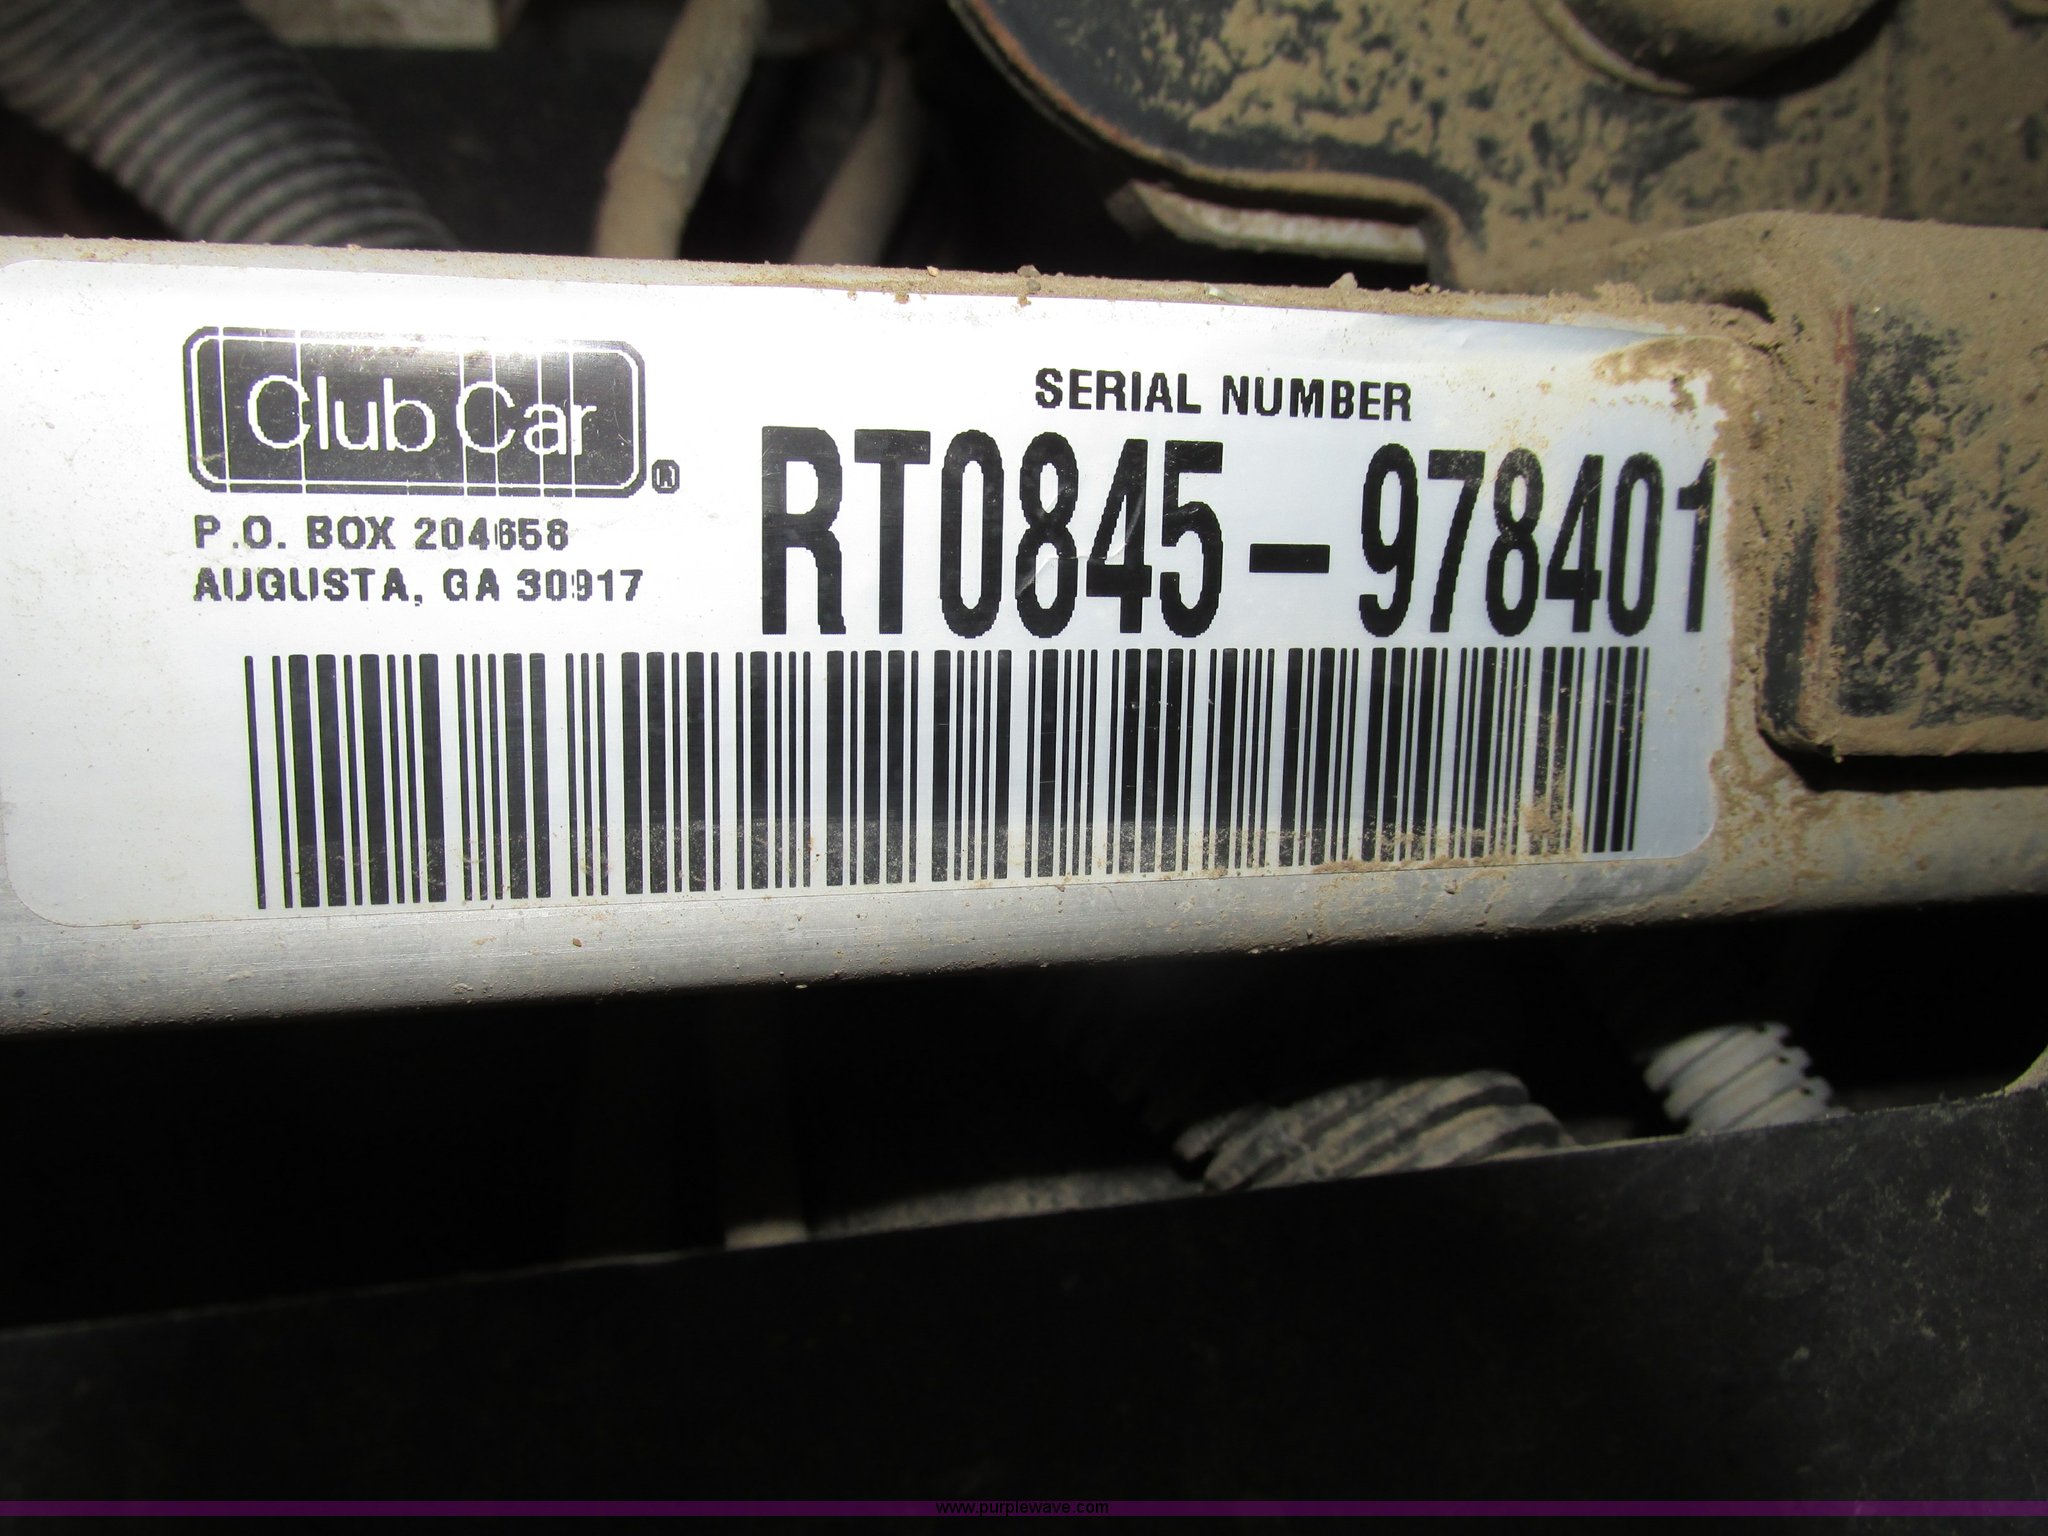 Club Car®
P.O. BOX 204658
AUGUSTA, GA 30917
SERIAL NUMBER
RT0845-978401
www.purplewave.com